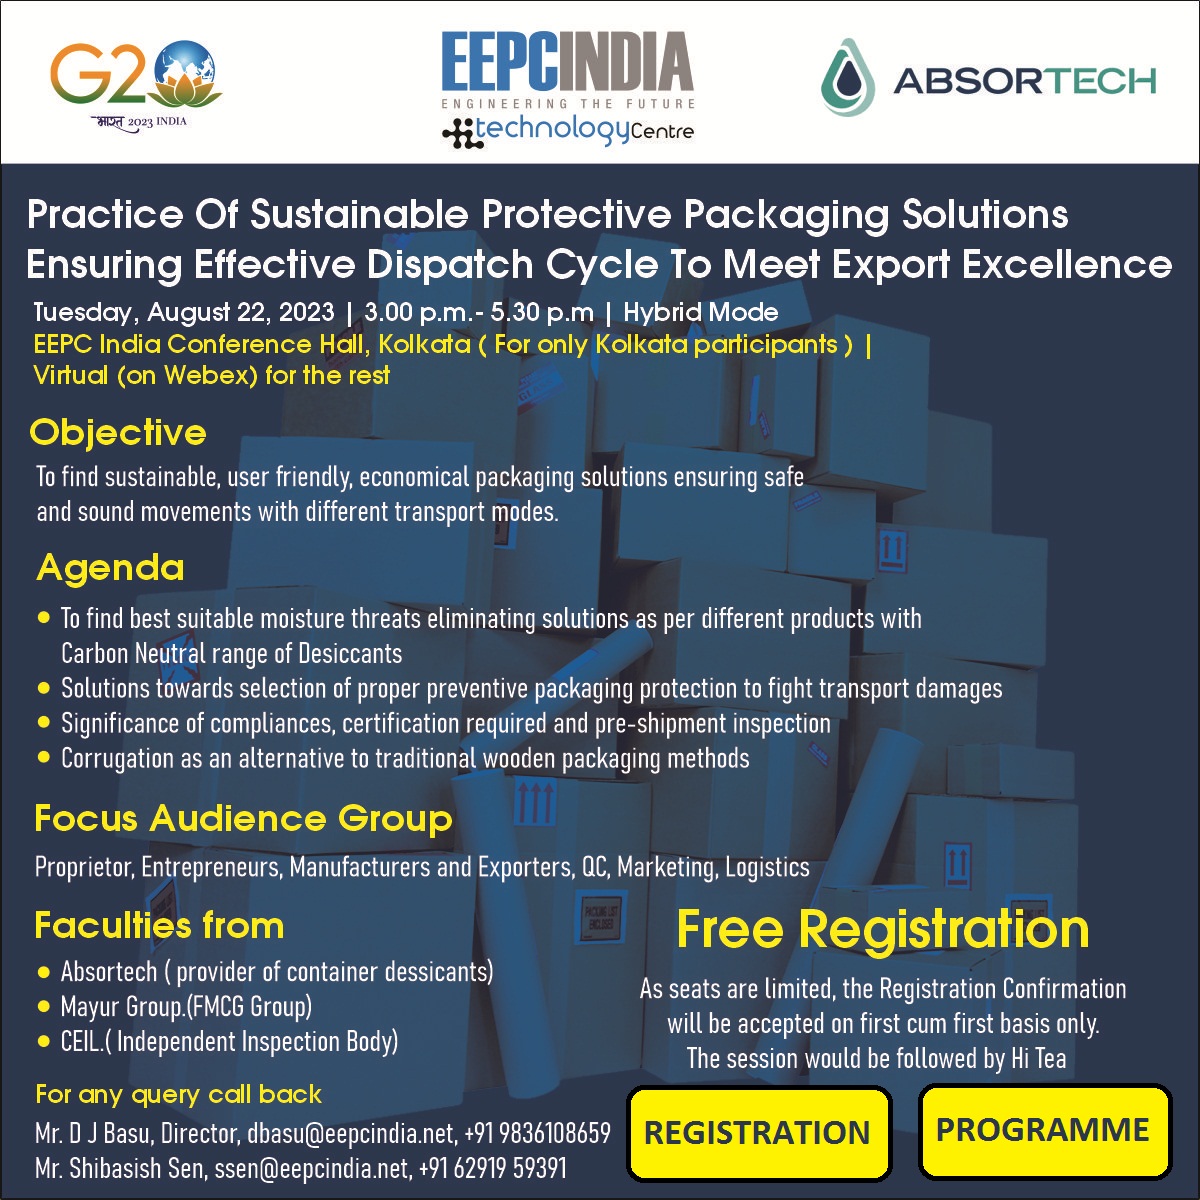 G20
भारत 2023 INDIA
EEPCINDIA
ENGINEERING THE FUTURE
technologyCentre
ABSORTECH
Practice Of Sustainable Protective Packaging Solutions
Ensuring Effective Dispatch Cycle To Meet Export Excellence
Tuesday, August 22, 2023 | 3.00 p.m.- 5.30 p.m | Hybrid Mode
EEPC India Conference Hall, Kolkata ( For only Kolkata participants ) |
Virtual (on Webex) for the rest
Objective
To find sustainable, user friendly, economical packaging solutions ensuring safe
and sound movements with different transport modes.
Agenda
• To find best suitable moisture threats eliminating solutions as per different products with
Carbon Neutral range of Desiccants
• Solutions towards selection of proper preventive packaging protection to fight transport damages
• Significance of compliances, certification required and pre-shipment inspection
• Corrugation as an alternative to traditional wooden packaging methods
Focus Audience Group
Proprietor, Entrepreneurs, Manufacturers and Exporters, QC, Marketing, Logistics
Faculties from
• Absortech ( provider of container dessicants)
• Mayur Group.(FMCG Group)
• CEIL.( Independent Inspection Body)
PACKING LIST
ENCLOSED
Free Registration
As seats are limited, the Registration Confirmation
will be accepted on first cum first basis only.
The session would be followed by Hi Tea
For any query call back
Mr. D J Basu, Director, dbasu@eepcindia.net, +91 9836108659
Mr. Shibasish Sen, ssen@eepcindia.net, +91 62919 59391
REGISTRATION
PROGRAMME